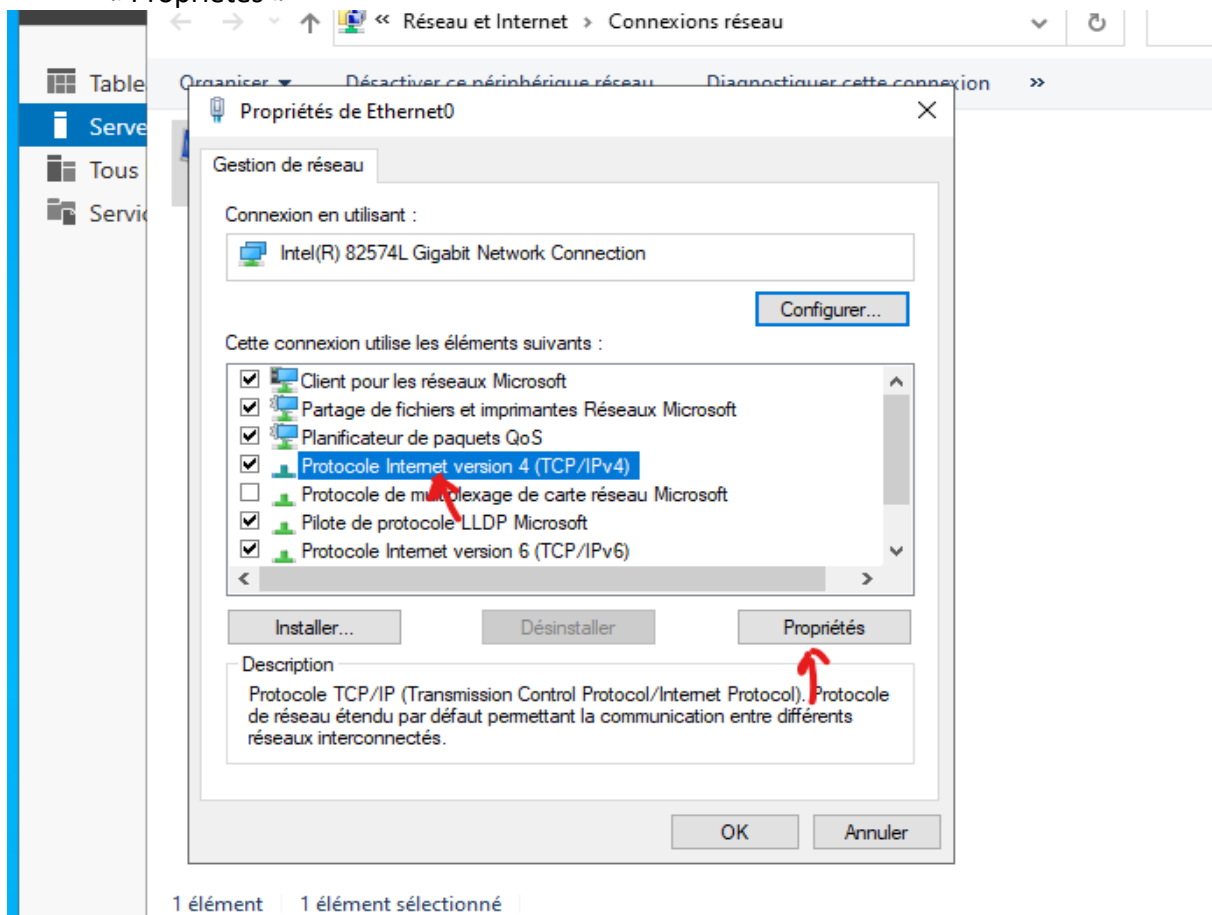 « Propriétés »
« Réseau et Internet > Connexions réseau
Organiser Désactiver ce périphérique réseau Diagnostiquer cette connexion »
Table
Serve
Tous
Servic
Propriétés de Ethernet0
Gestion de réseau
Connexion en utilisant :
Intel(R) 82574L Gigabit Network Connection
Configurer...
Cette connexion utilise les éléments suivants :
Client pour les réseaux Microsoft
Partage de fichiers et imprimantes Réseaux Microsoft
Planificateur de paquets QoS
Protocole Internet version 4 (TCP/IPv4)
Protocole de multiplexage de carte réseau Microsoft
Pilote de protocole LLDP Microsoft
Protocole Internet version 6 (TCP/IPv6)
Installer... Désinstaller Propriétés
Description
Protocole TCP/IP (Transmission Control Protocol/Internet Protocol). Protocole
de réseau étendu par défaut permettant la communication entre différents
réseaux interconnectés.
OK Annuler
1 élément 1 élément sélectionné